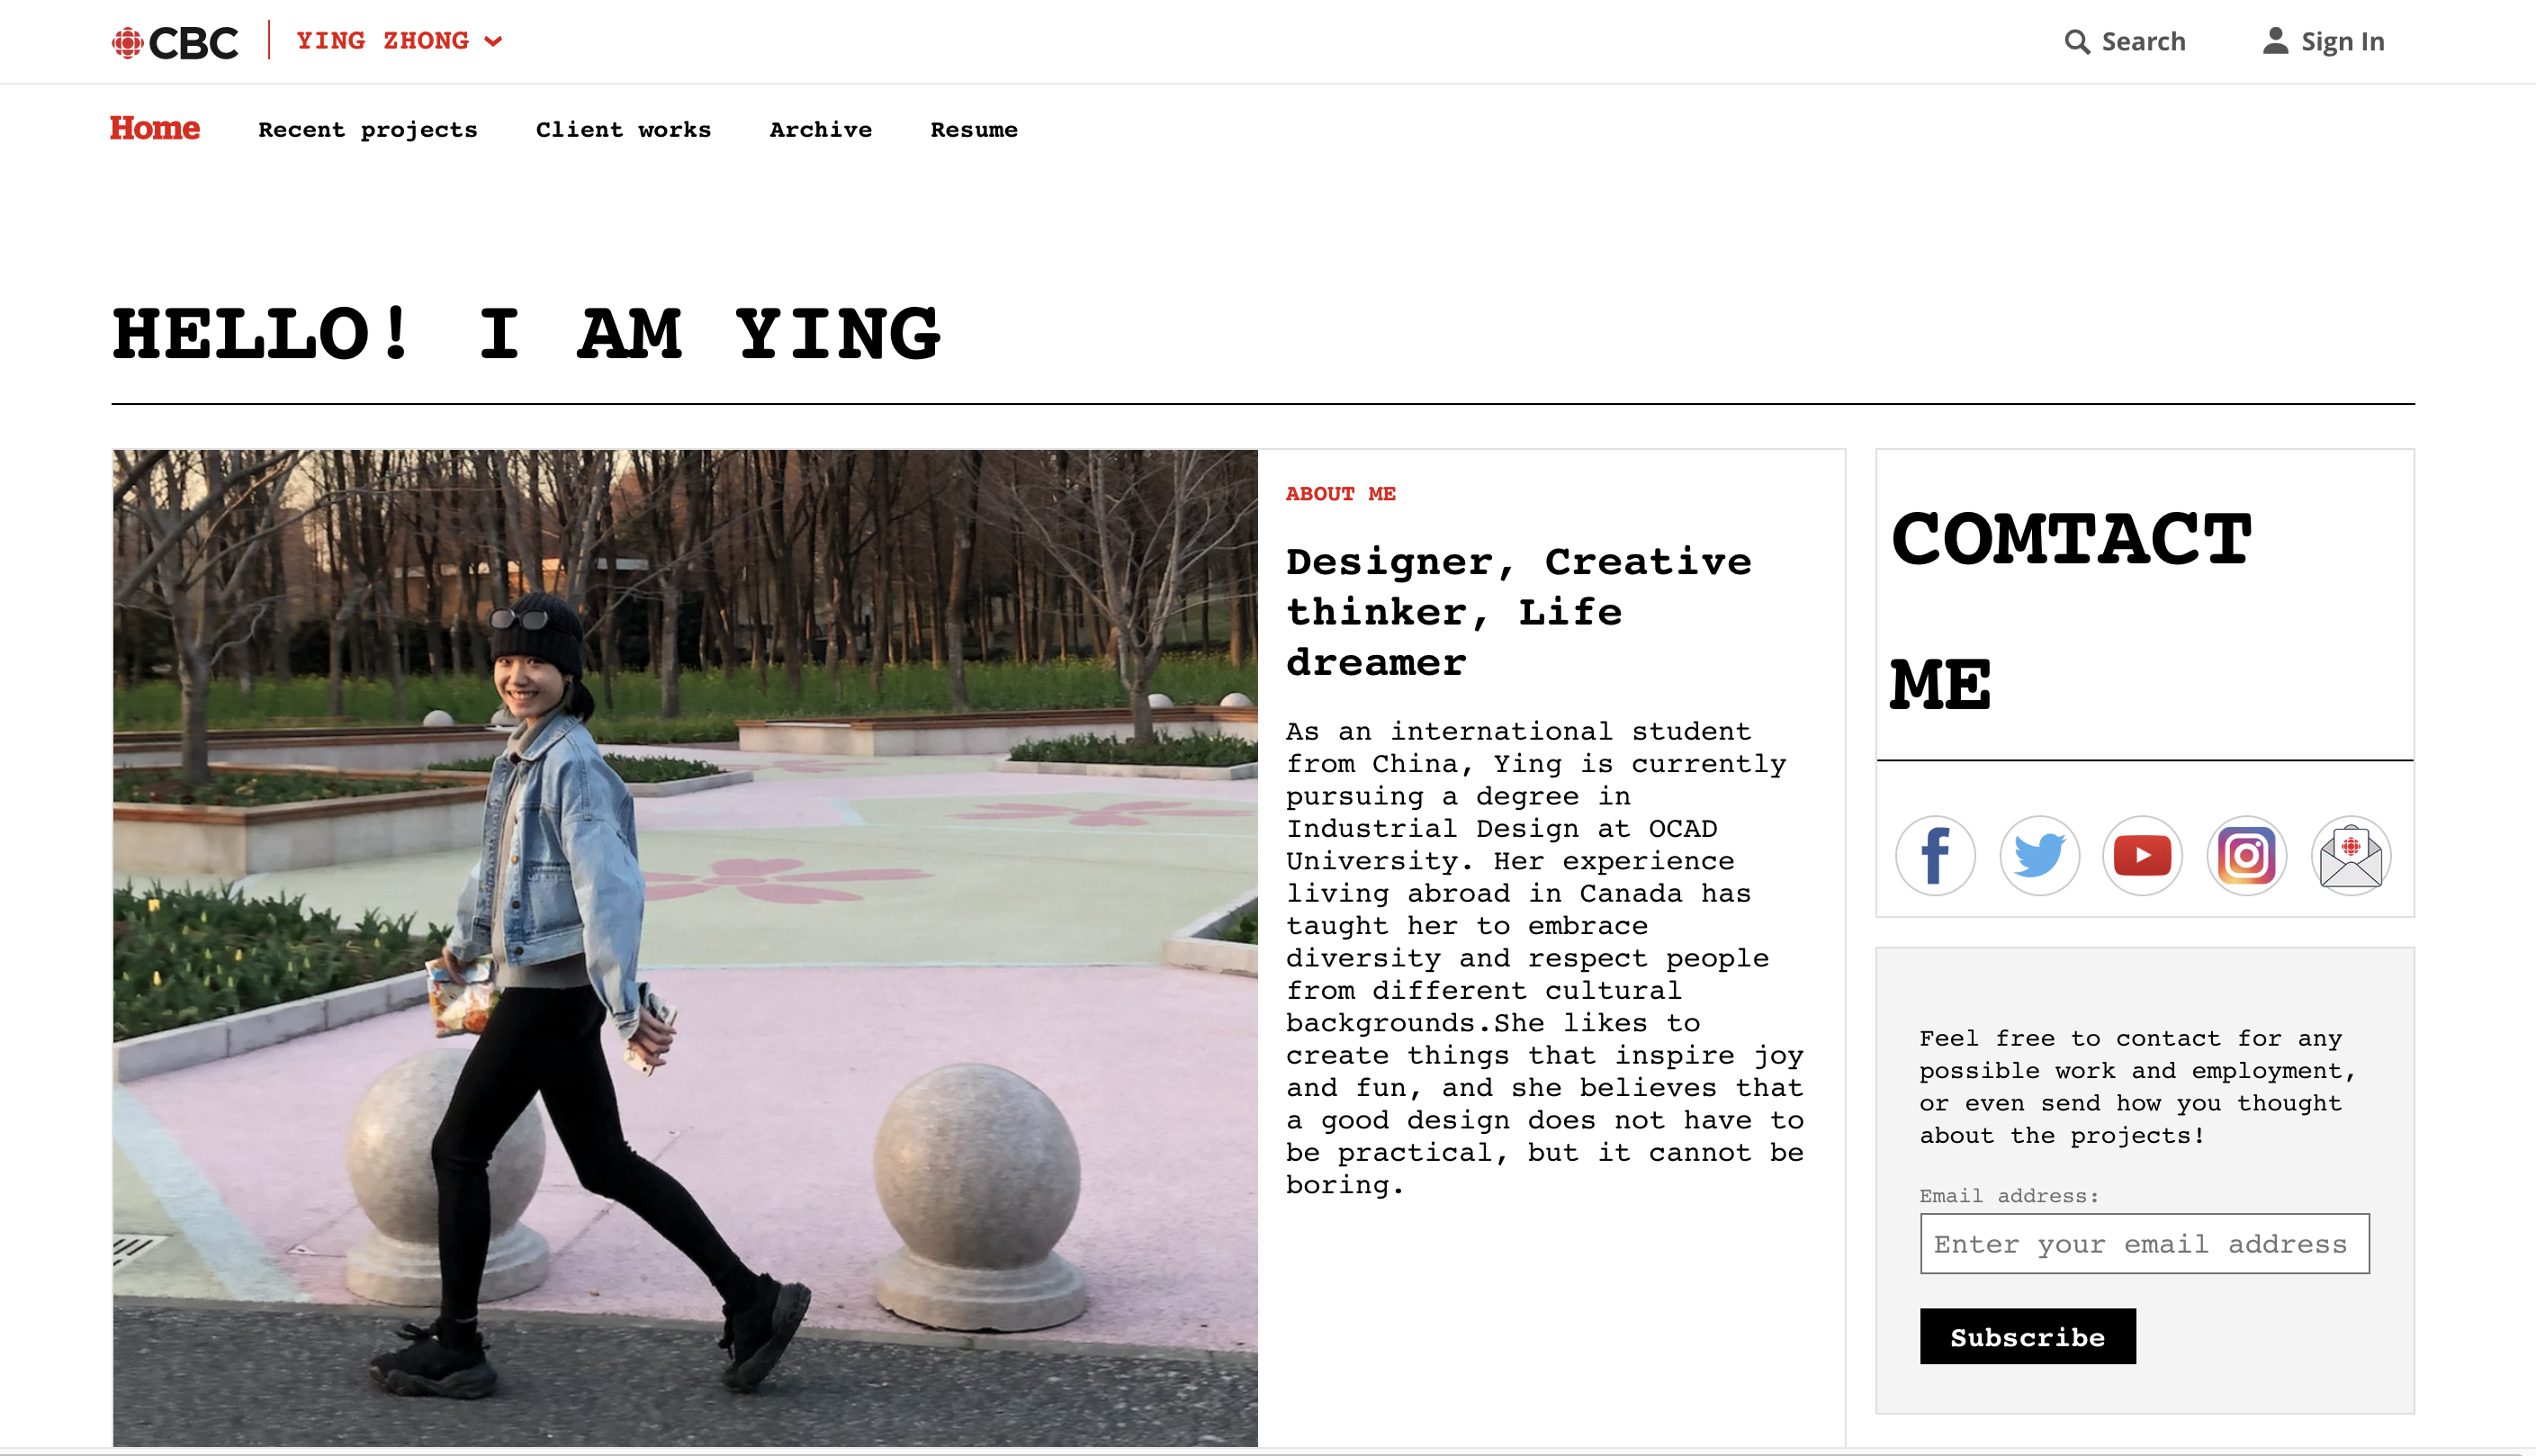 CBC
YING ZHONG
Search
Sign In
Home
Recent projects
Client works
Archive
Resume
HELLO! I AM YING
ABOUT ME
Designer, Creative
thinker, Life
dreamer
As an international student
from China, Ying is currently
pursuing a degree in
Industrial Design at OCAD
University. Her experience
living abroad in Canada has
taught her to embrace
diversity and respect people
from different cultural
backgrounds.She likes to
create things that inspire joy
and fun, and she believes that
a good design does not have to
be practical, but it cannot be
boring.
COMTACT
ME
Feel free to contact for any
possible work and employment,
or even send how you thought
about the projects!
Email address:
Enter your email address
Subscribe